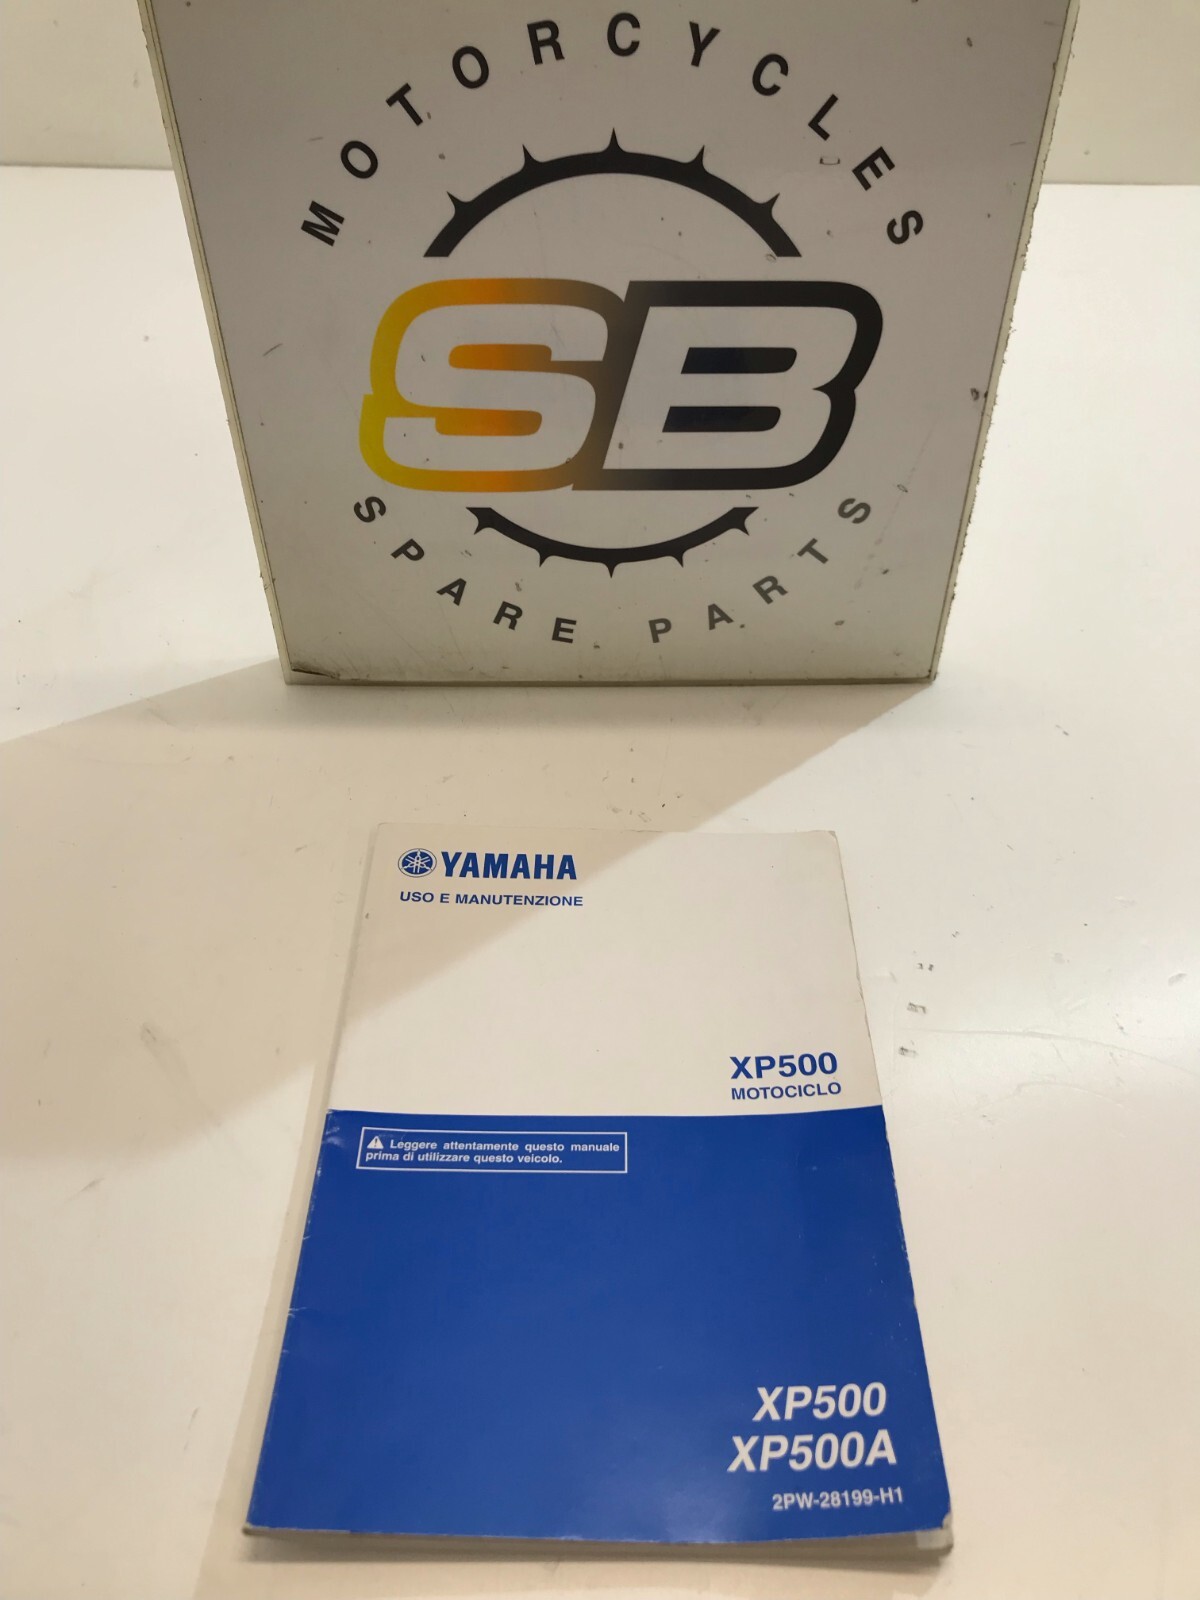 MOTORCYCLES
SB
SPARE PARTS
YAMAHA
USO E MANUTENZIONE
XP500
MOTOCICLO
Leggere attentamente questo manuale
prima di utilizzare questo veicolo.
XP500
XP500A
2PW-28199-H1